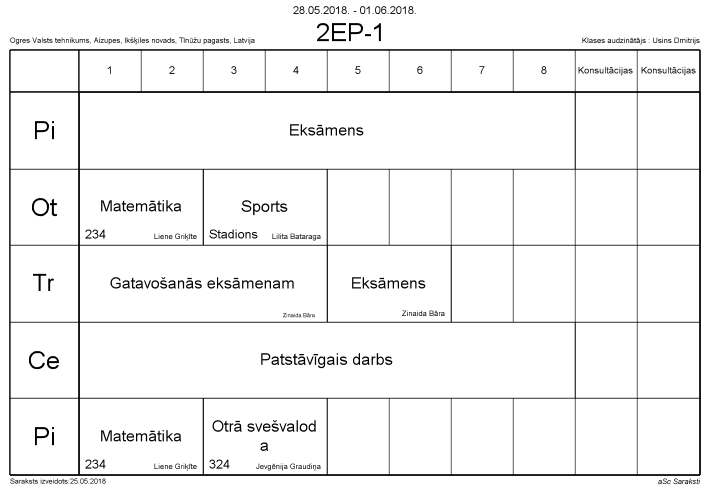 28.05.2018. - 01.06.2018.
2EP-1
Ogres Valsts tehnikums, Aizupes, Ikšķiles novads, Tīnūžu pagasts, Latvija
Klases audzinātājs : Usins Dmitrijs
1 2 3 4 5 6 7 8 Konsultācijas Konsultācijas
Pi
Eksāmens
Ot
Matemātika
234 Liene Griķīte
Sports
Stadions Lilita Bataraga
Tr
Gatavošanās eksāmenam
Zinaida Bāra
Eksāmens
Zinaida Bāra
Ce
Patstāvīgais darbs
Pi
Matemātika
234 Liene Griķīte
Otrā svešvalod
a
324 Jevgēnija Graudiņa
Saraksts izveidots:25.05.2018
aSc Saraksti